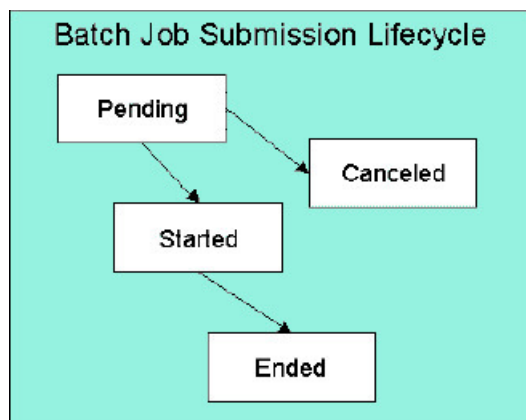 Batch Job Submission Lifecycle
Pending
Canceled
Started
Ended